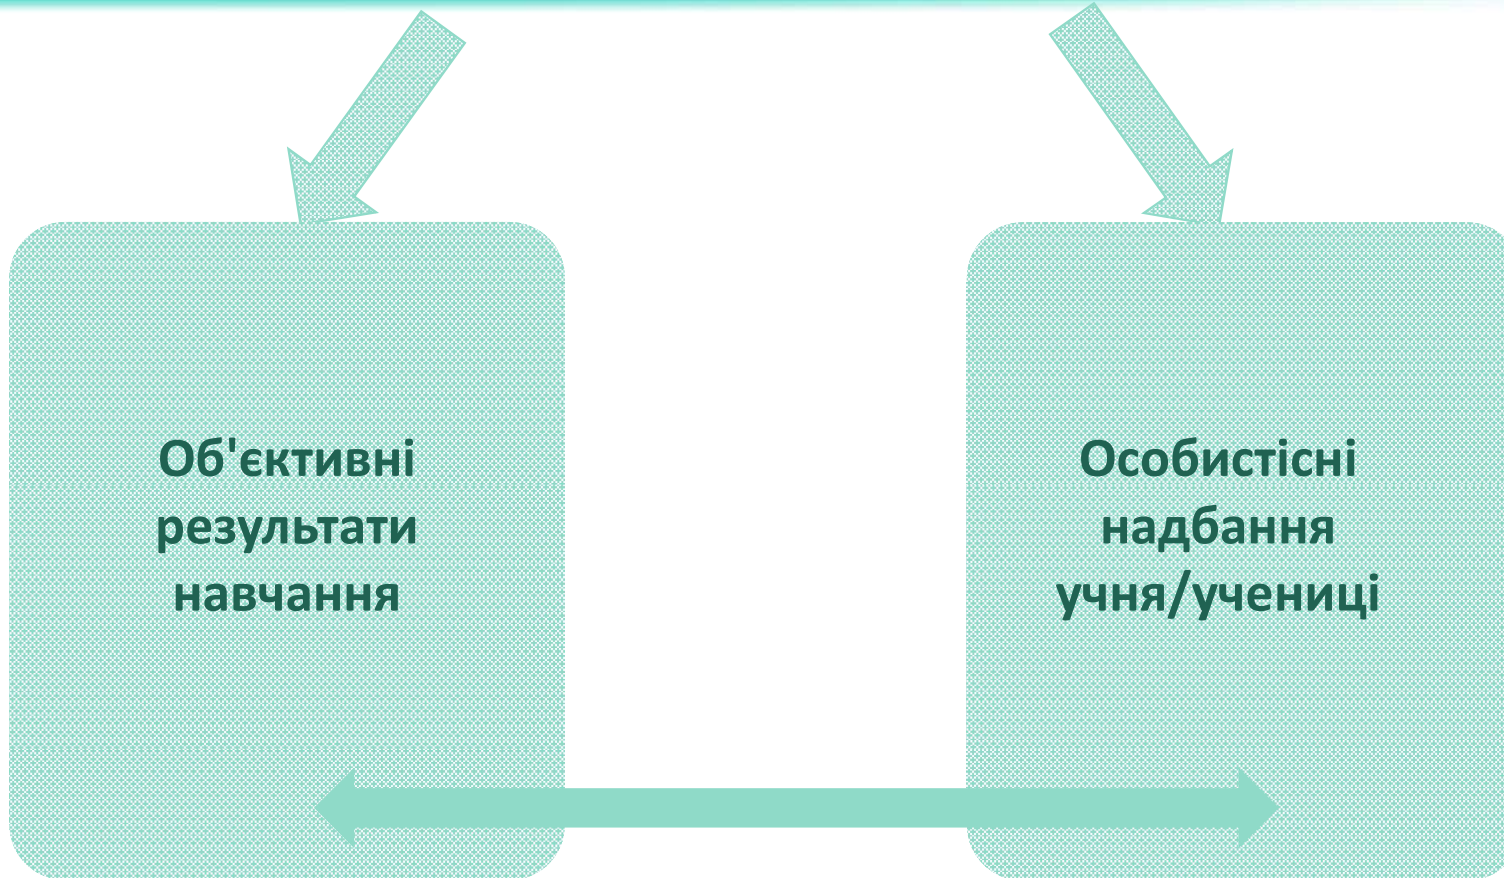 Об'єктивні
результати
навчання
Особистісні
надбання
учня/учениці